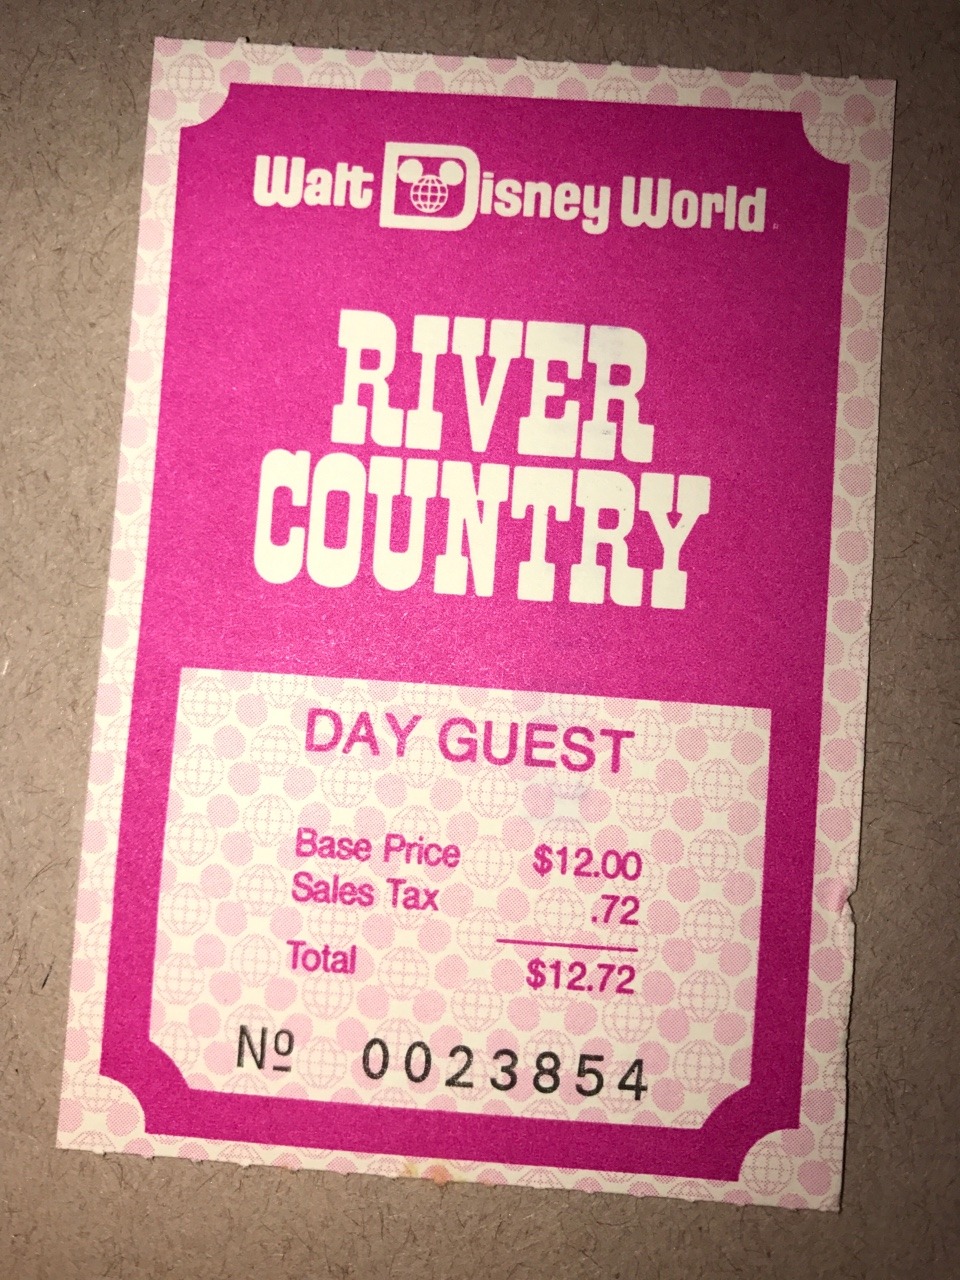 Walt Disney World
RIVER
COUNTRY
DAY GUEST
Base Price $12.00
Sales Tax .72
Total $12.72
Nº 0023854